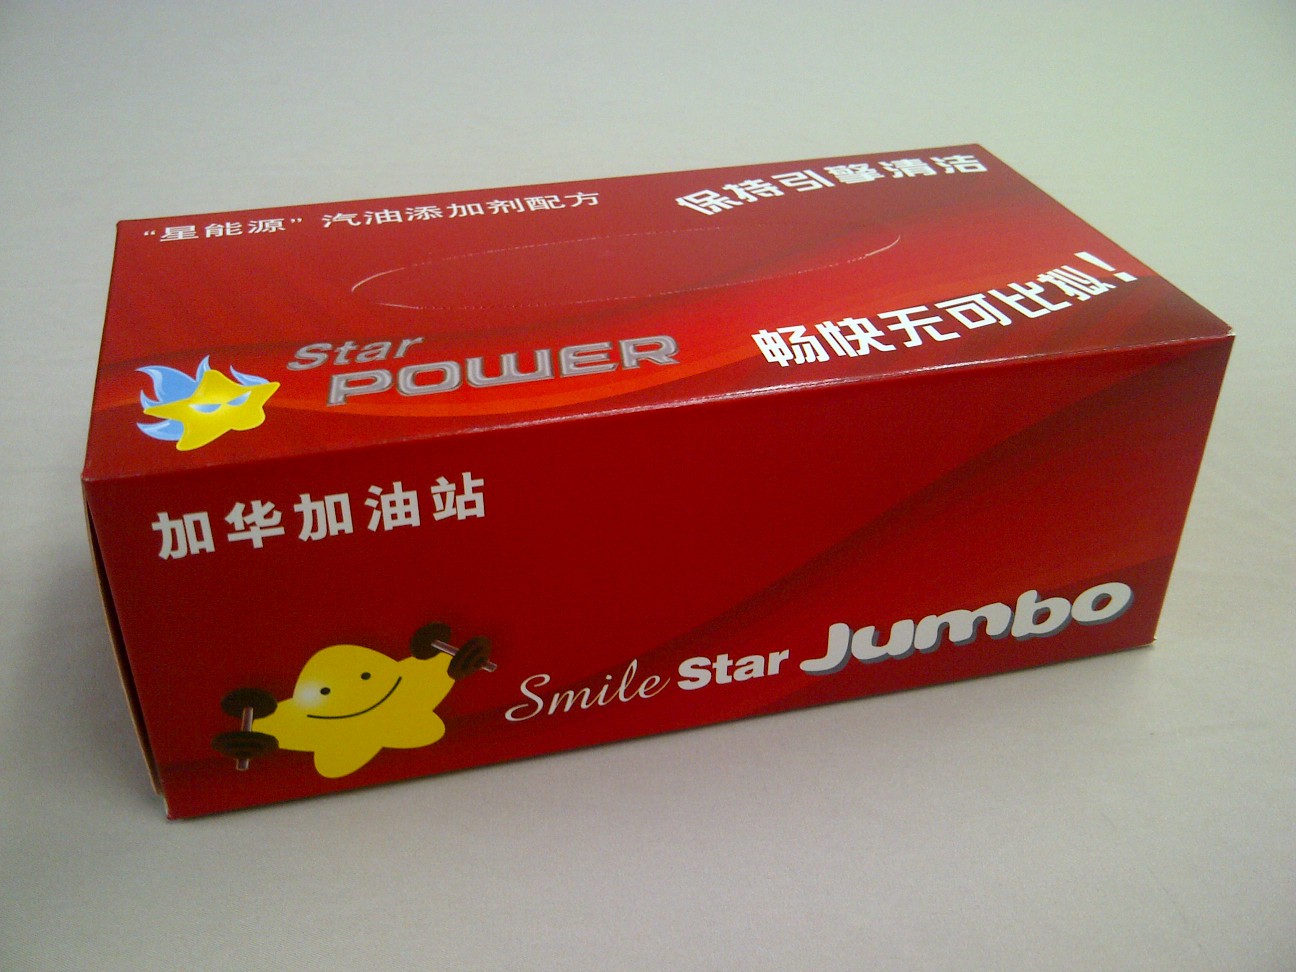 “星能源”汽油添加剂配方
保持引擎清洁
畅快无可比拟！
Star
POWER
加华加油站
Smile Star Jumbo